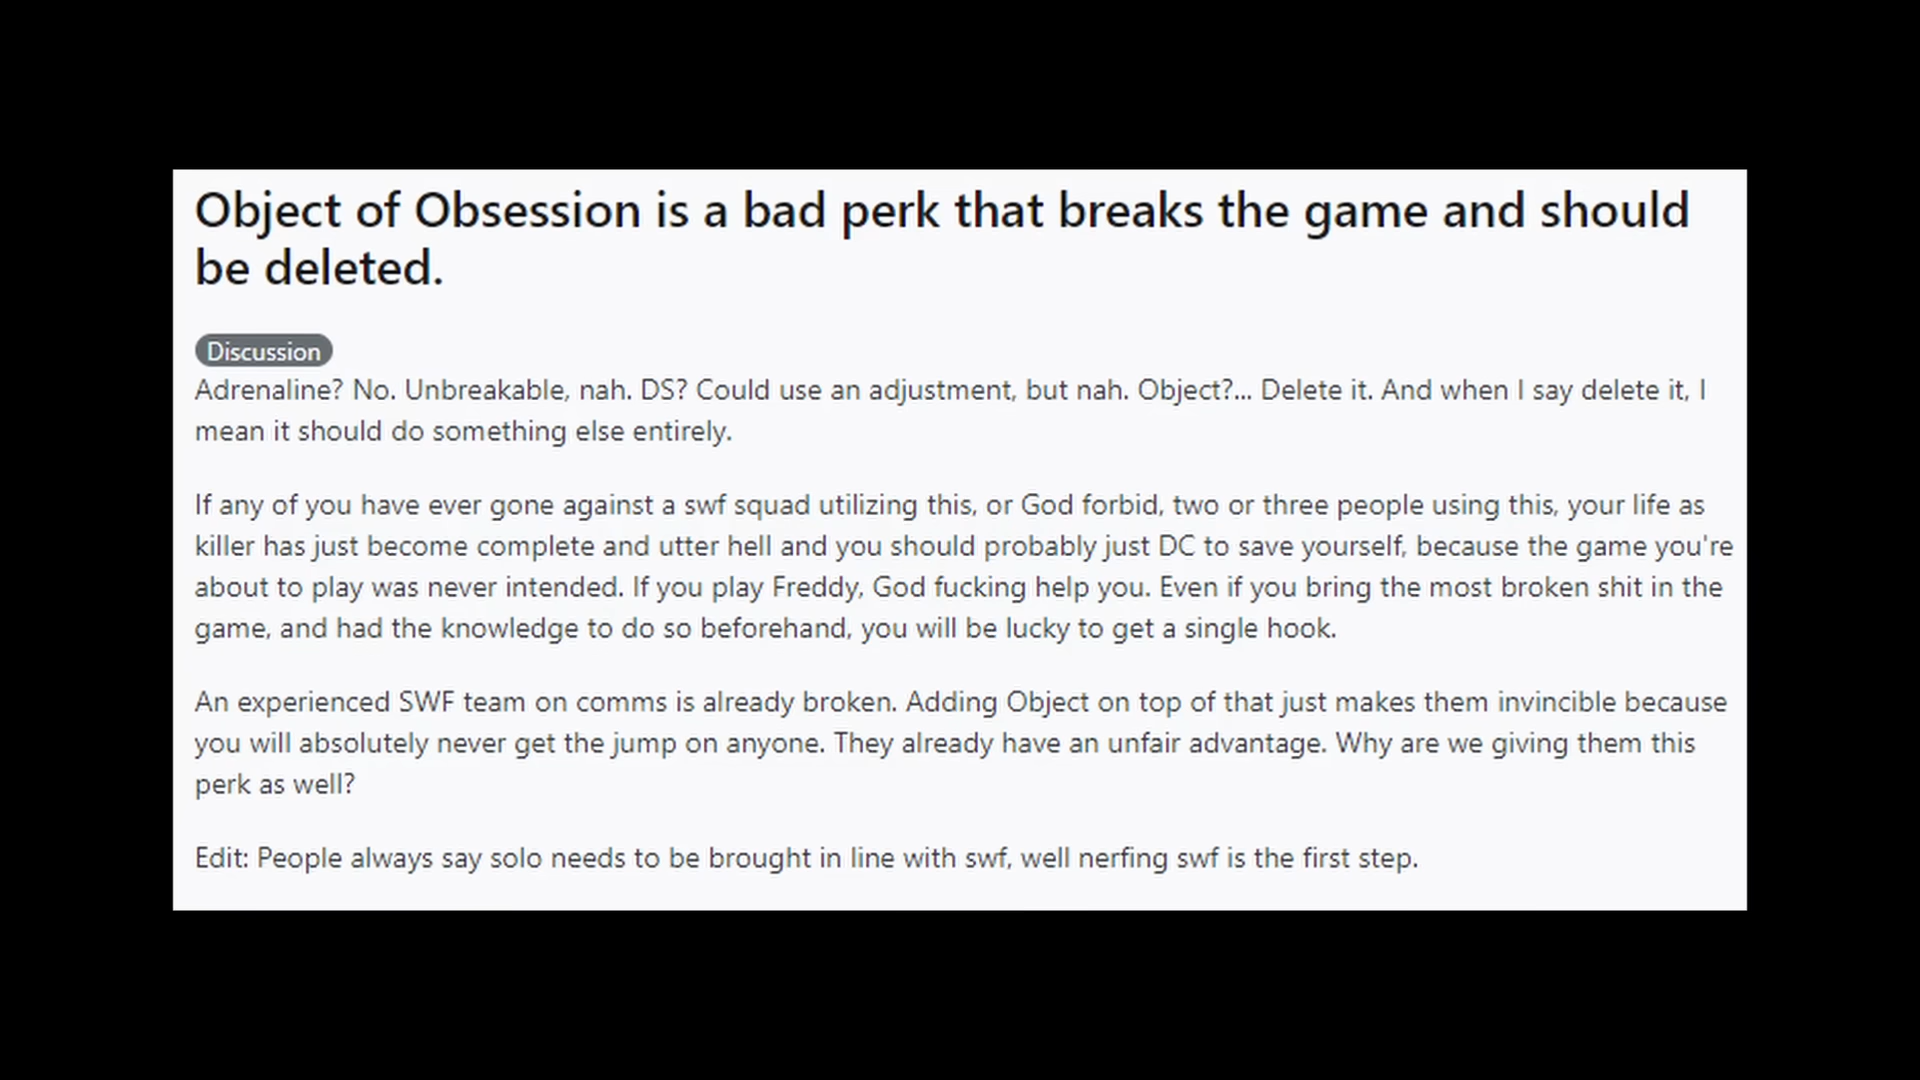 Object of Obsession is a bad perk that breaks the game and should
be deleted.
Discussion
Adrenaline? No. Unbreakable, nah. DS? Could use an adjustment, but nah. Object?... Delete it. And when I say delete it, I
mean it should do something else entirely.
If any of you have ever gone against a swf squad utilizing this, or God forbid, two or three people using this, your life as
killer has just become complete and utter hell and you should probably just DC to save yourself, because the game you're
about to play was never intended. If you play Freddy, God fucking help you. Even if you bring the most broken shit in the
game, and had the knowledge to do so beforehand, you will be lucky to get a single hook.
An experienced SWF team on comms is already broken. Adding Object on top of that just makes them invincible because
you will absolutely never get the jump on anyone. They already have an unfair advantage. Why are we giving them this
perk as well?
Edit: People always say solo needs to be brought in line with swf, well nerfing swf is the first step.